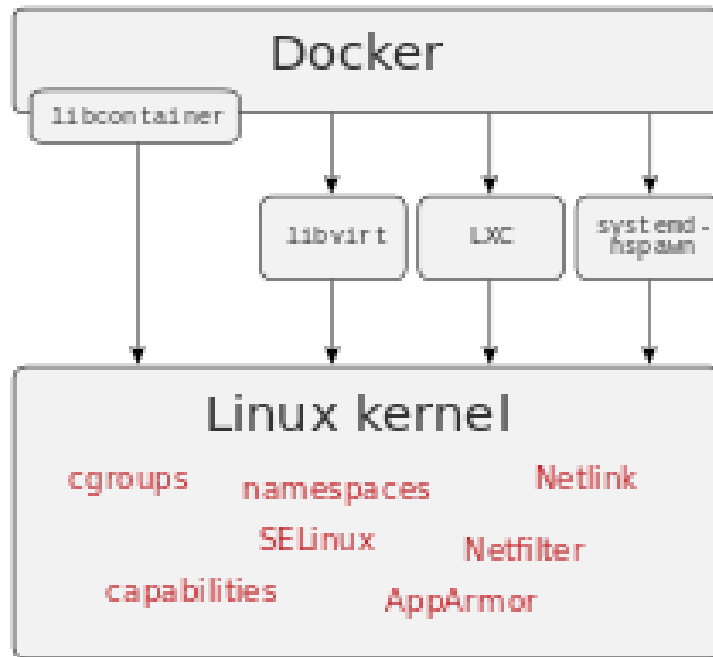 Docker
libcontainer
libvirt
LXC
systemd-
nspawn
Linux kernel
cgroups
namespaces
Netlink
SELinux
Netfilter
capabilities
AppArmor